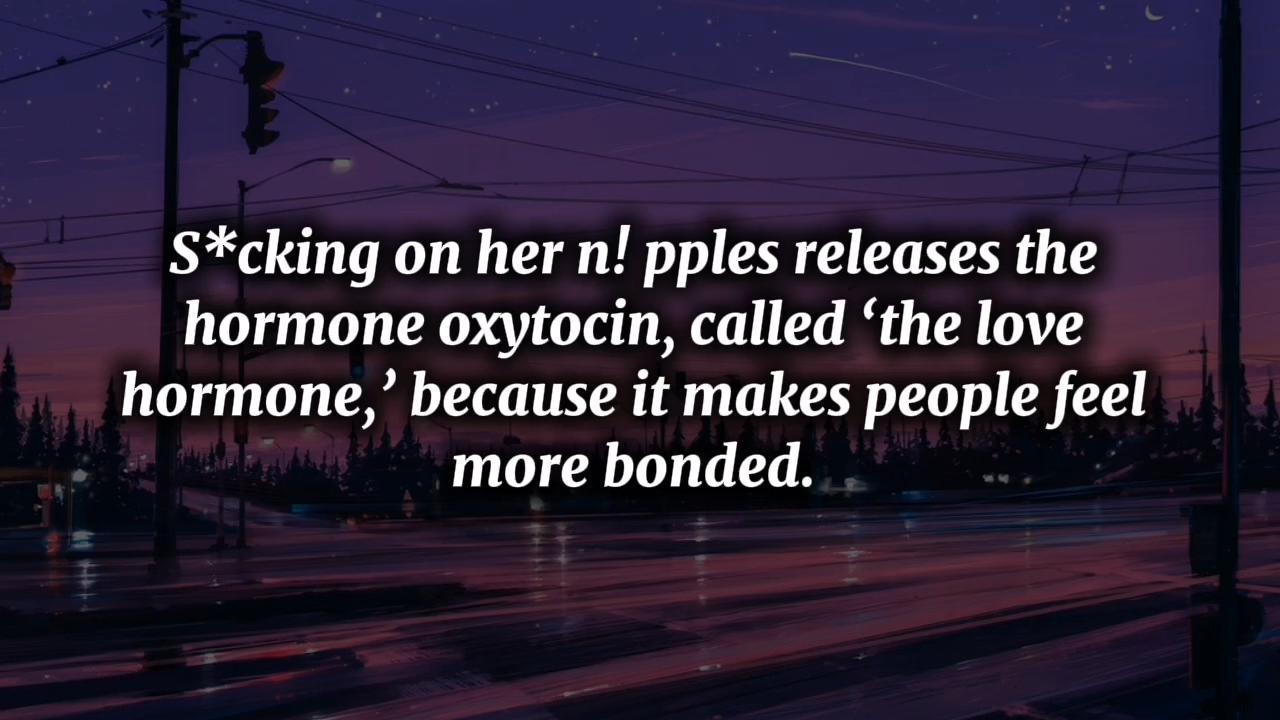 S*cking on her n! pples releases the
hormone oxytocin, called ‘the love
hormone,’ because it makes people feel
more bonded.